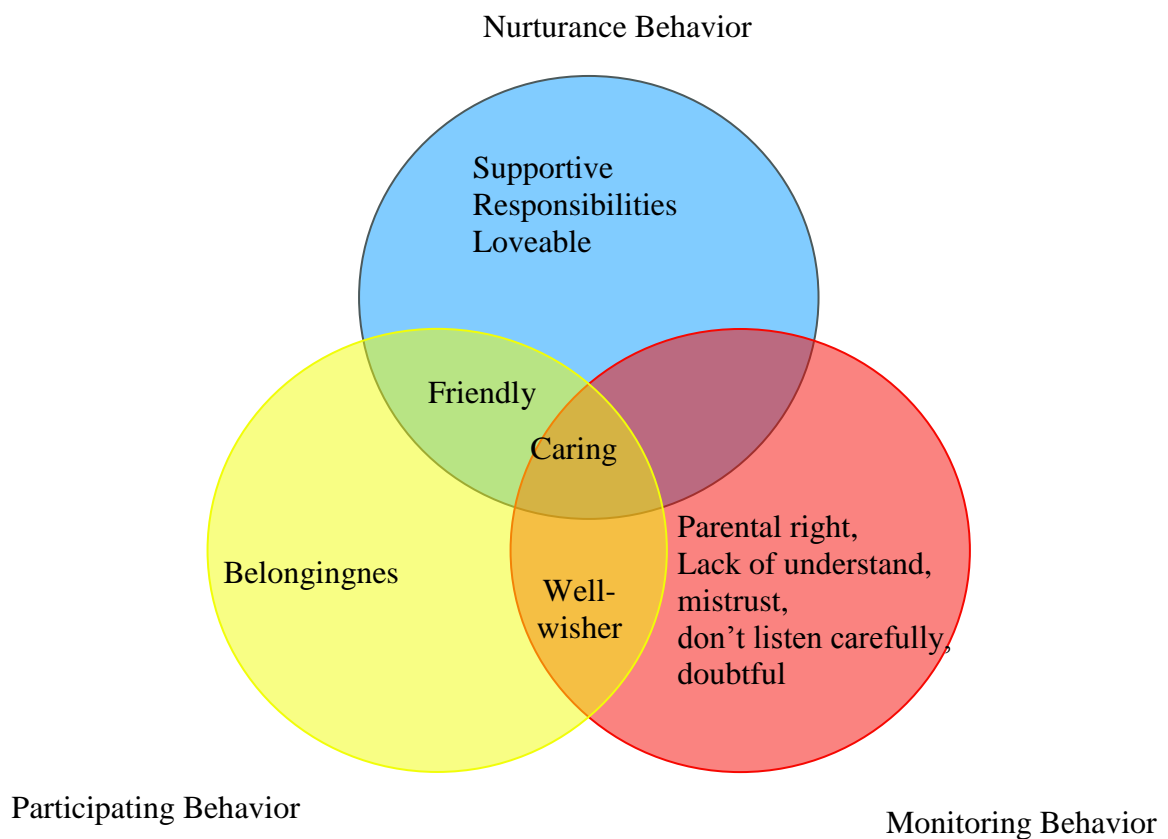 Nurturance Behavior
Supportive
Responsibilities
Loveable
Friendly
Caring
Belongingnes
Well-
wisher
Parental right,
Lack of understand,
mistrust,
don’t listen carefully,
doubtful
Participating Behavior
Monitoring Behavior